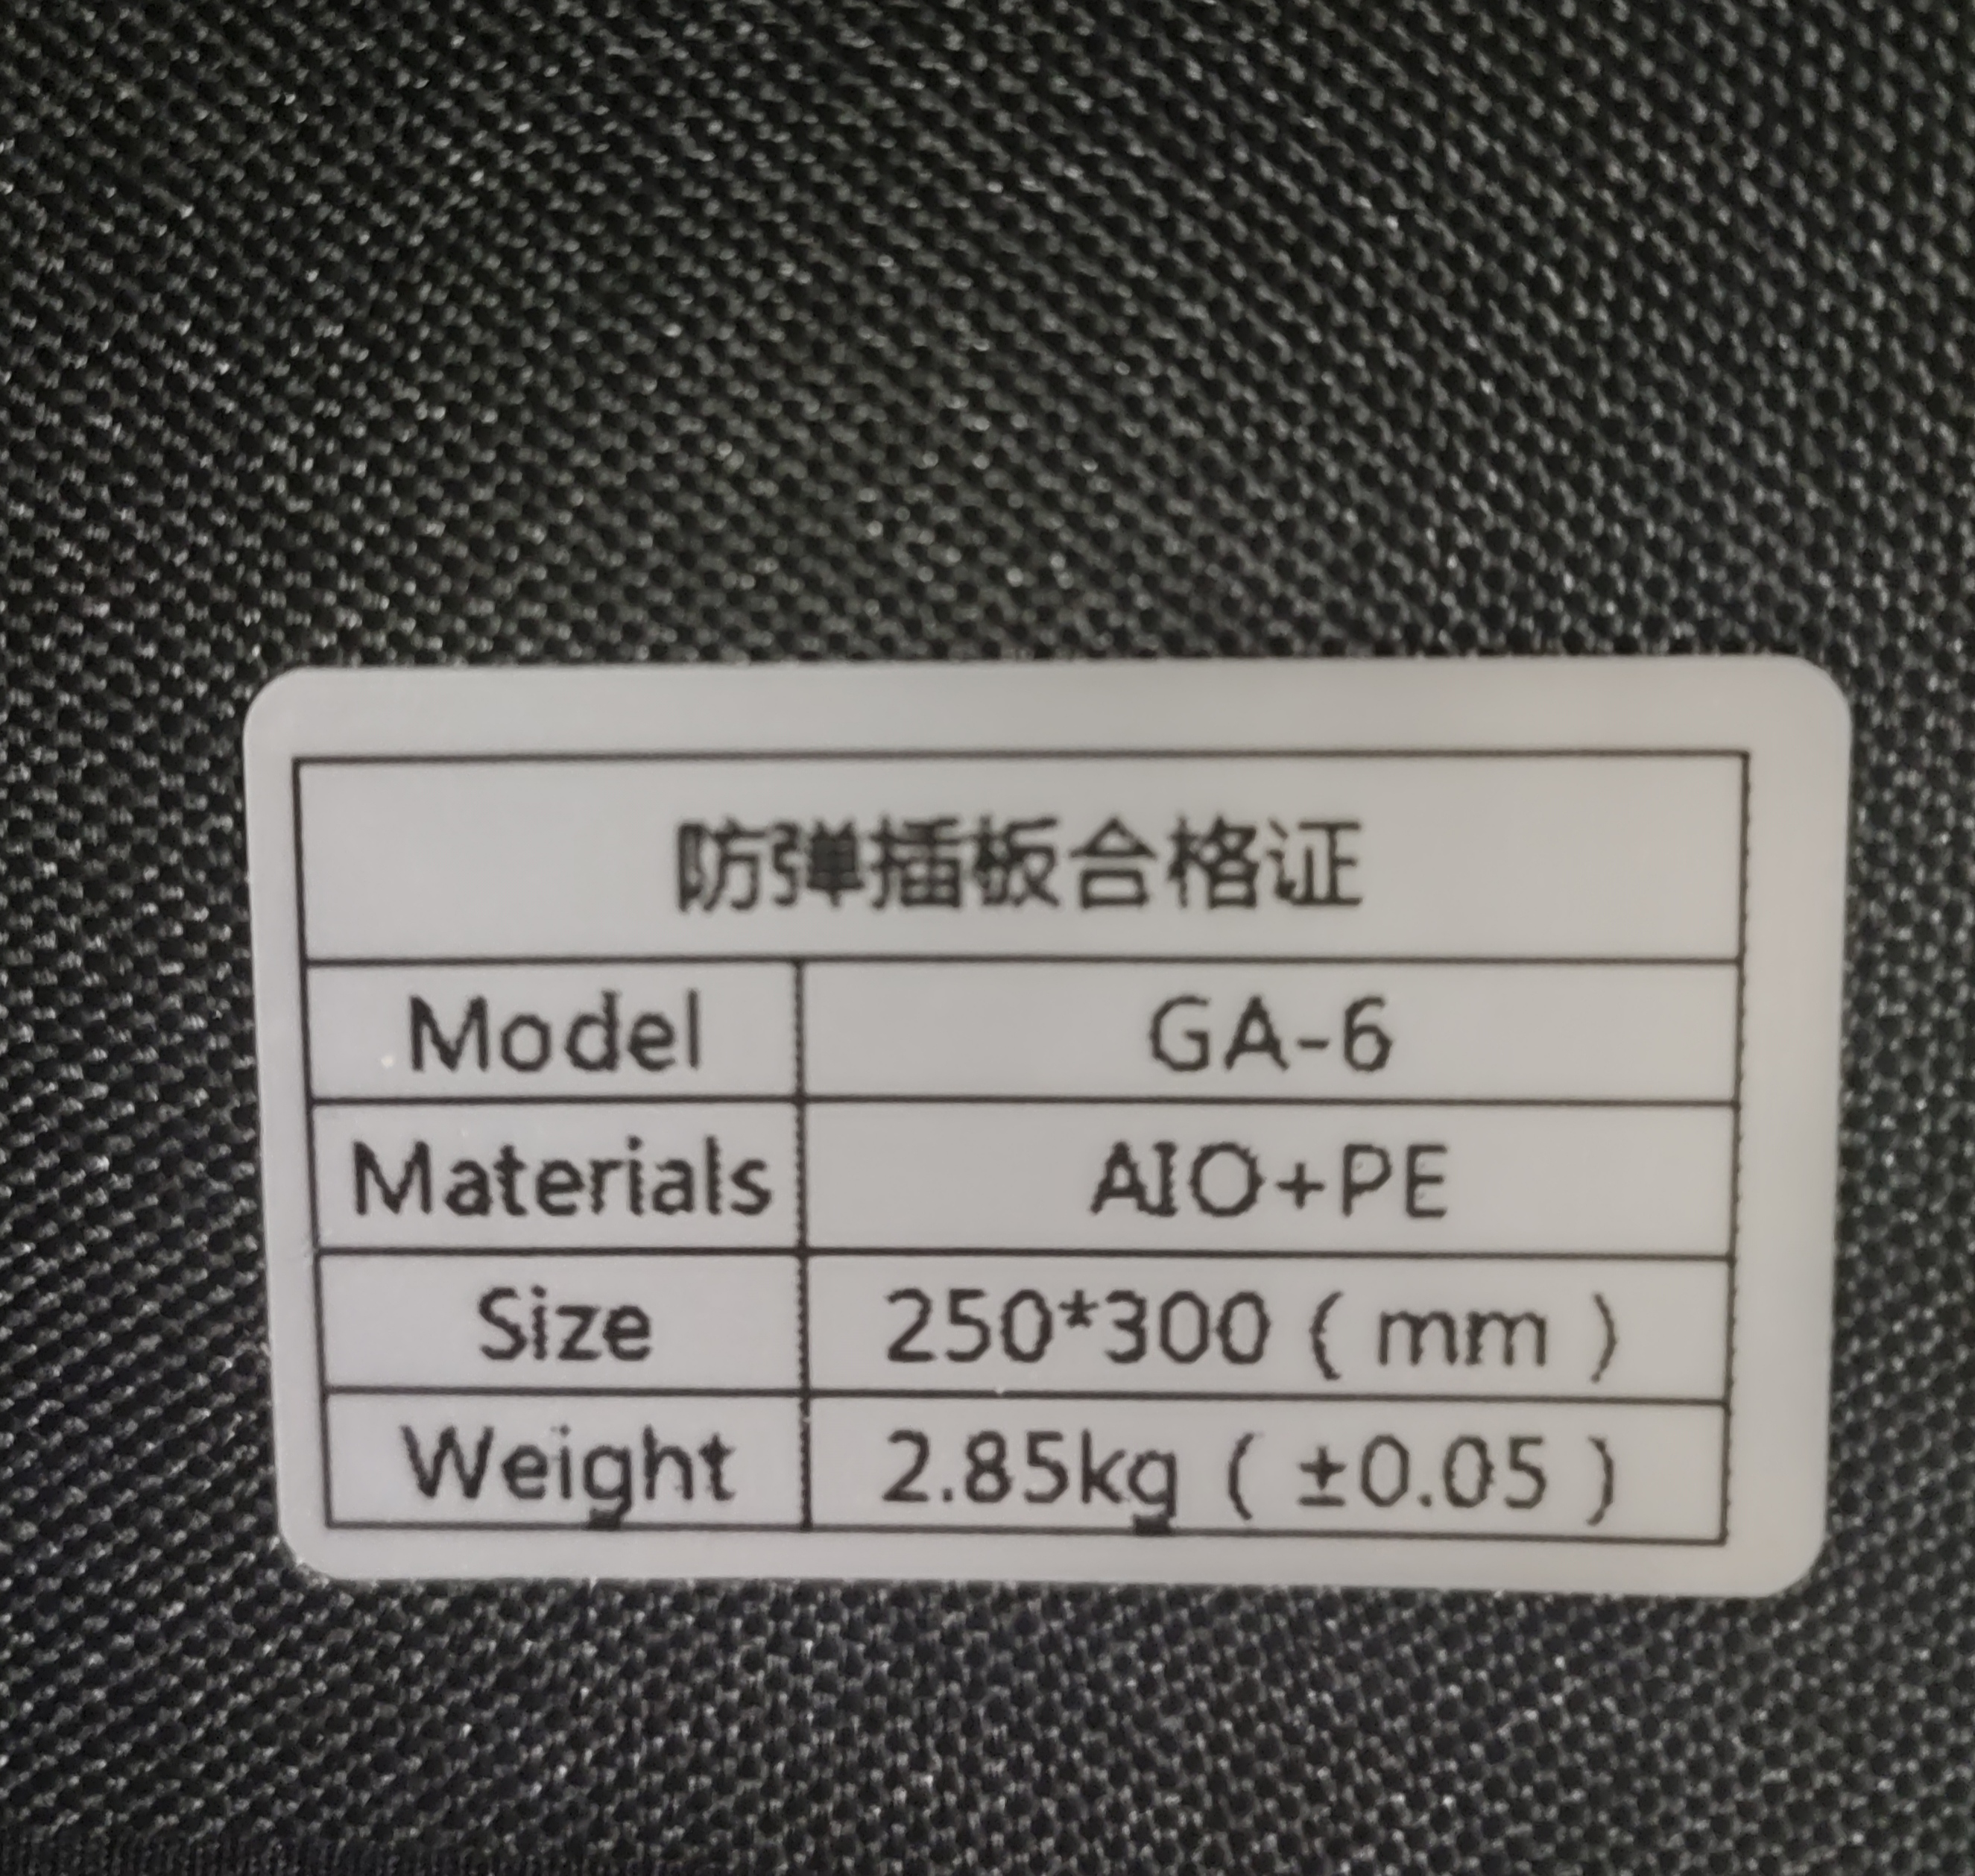 防弹插板合格证
Model GA-6
Materials AIO+PE
Size 250*300 ( mm )
Weight 2.85kg ( ±0.05 )